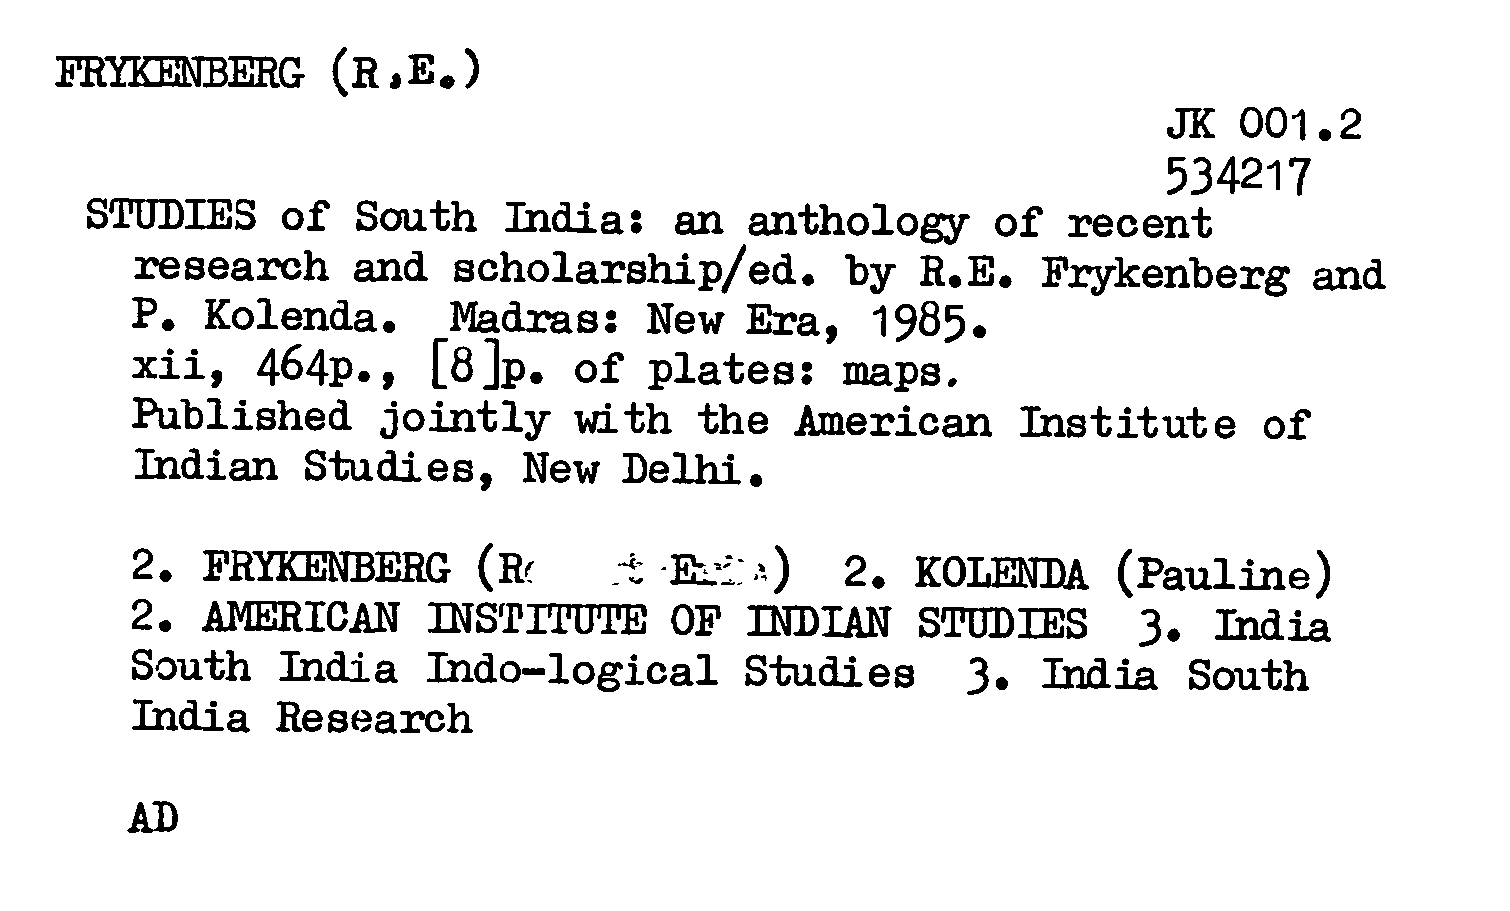 FRYKENBERG (R.E.)
JK 001.2
534217
STUDIES of South India: an anthology of recent
research and scholarship/ed. by R.E. Frykenberg and
P. Kolenda. Madras: New Era, 1985.
xii, 464p., [8]p. of plates: maps.
Published jointly with the American Institute of
Indian Studies, New Delhi.
2. FRYKENBERG ( ) 2. KOLENDA (Pauline)
2. AMERICAN INSTITUTE OF INDIAN STUDIES 3. India
South India Indo-logical Studies 3. India South
India Research
AD